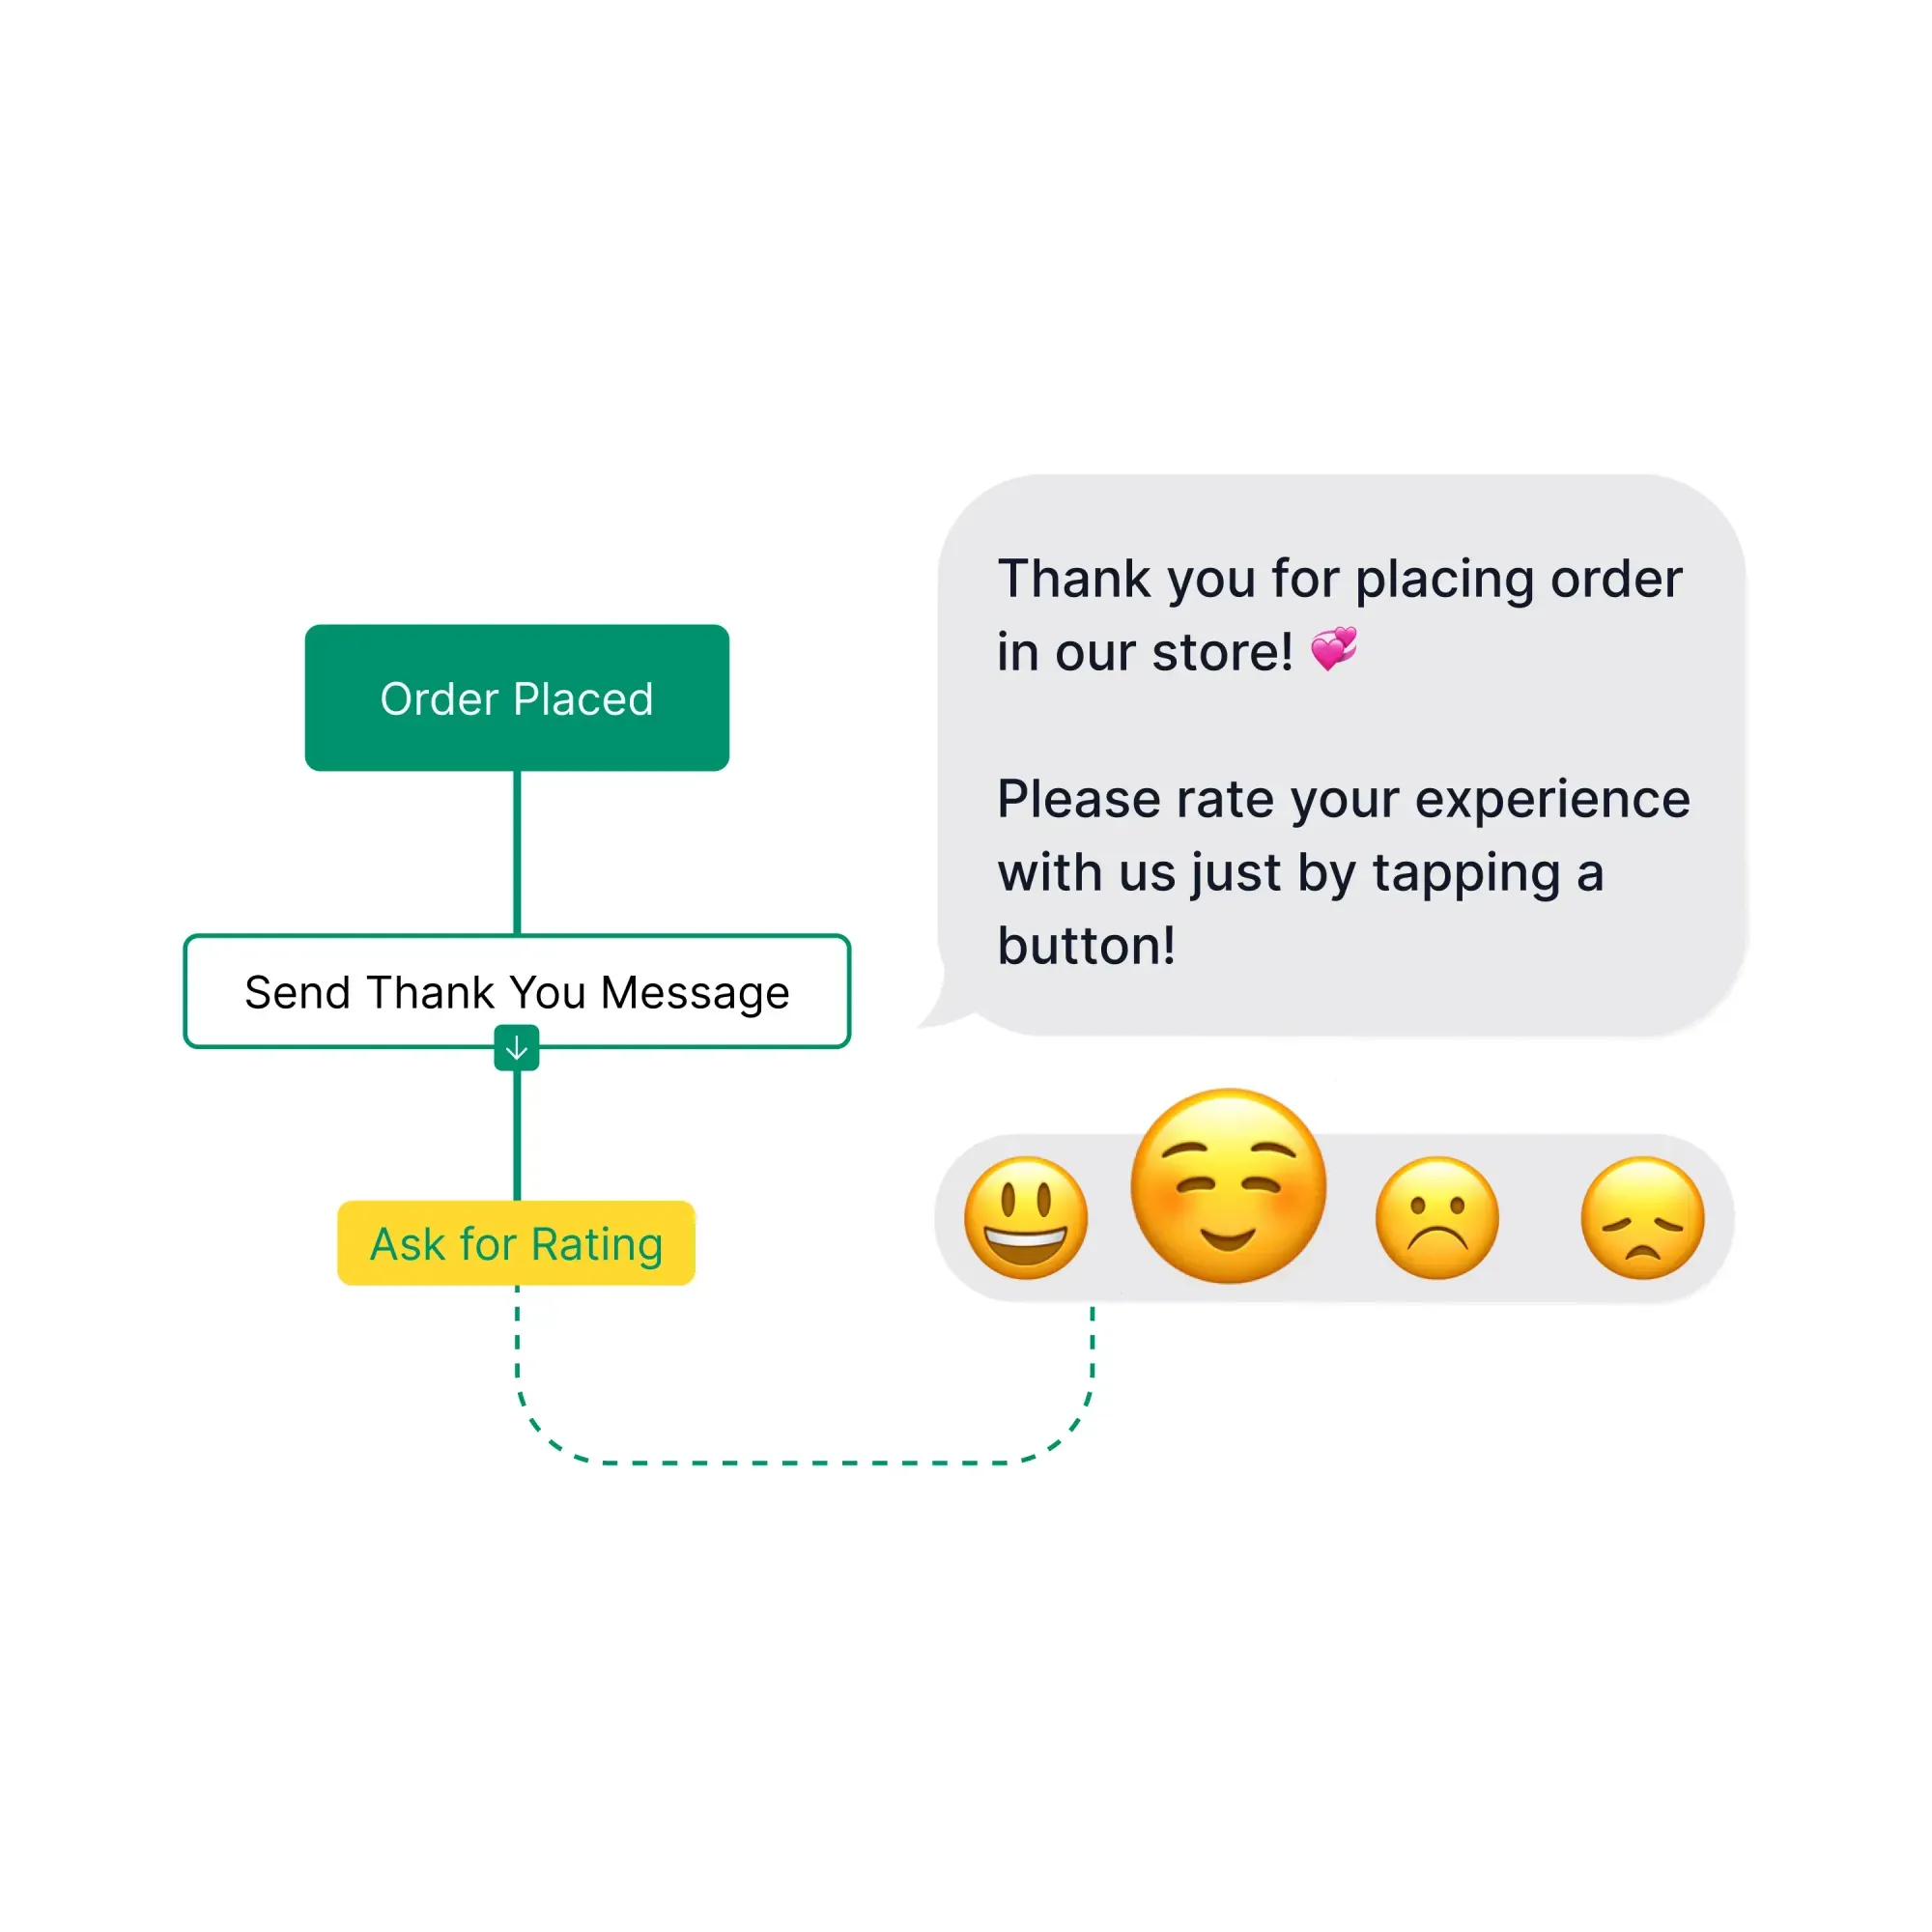 Order Placed
Send Thank You Message
Ask for Rating
Thank you for placing order
in our store! 💞
Please rate your experience
with us just by tapping a
button!